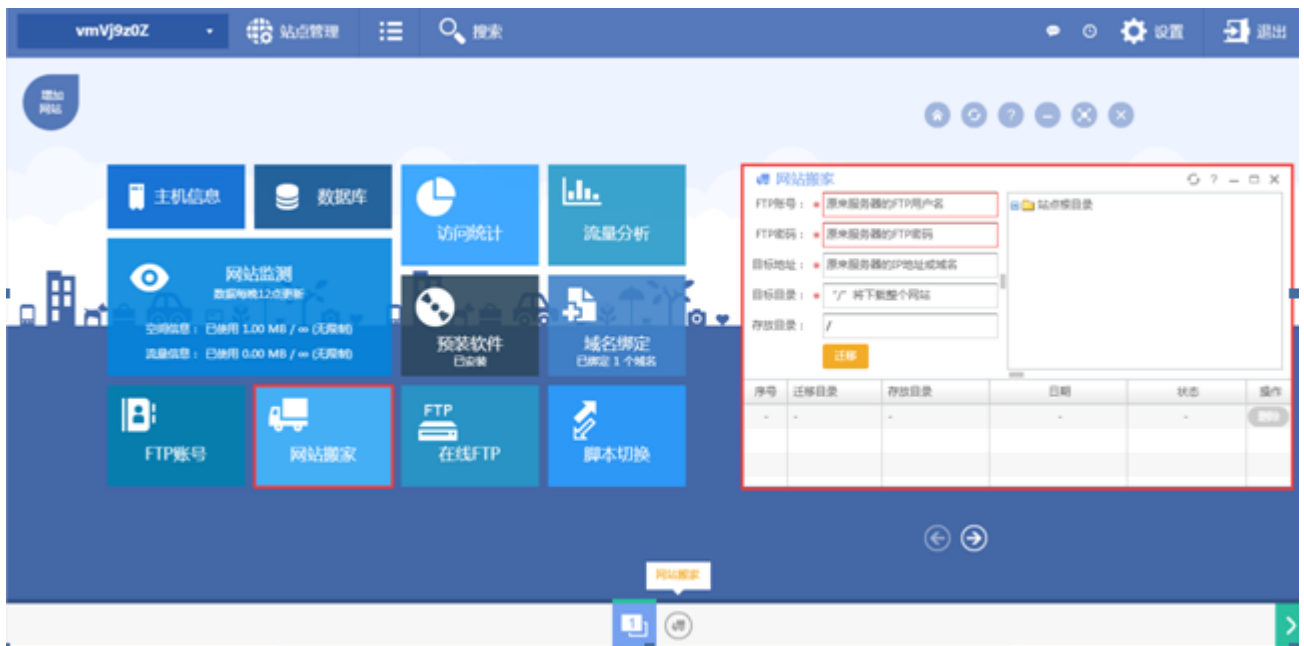 vmVj9z0Z
站点管理
搜索
设置
退出
增加
网站
主机信息
数据库
访问统计
流量分析
网站监测
数据每晚12点更新
空间信息： 已使用 1.00 MB / ∞ (无限制)
流量信息： 已使用 0.00 MB / ∞ (无限制)
预装软件
已安装
域名绑定
已绑定 1 个域名
FTP账号
网站搬家
FTP
在线FTP
脚本切换
网站搬家
FTP账号： * 原来服务器的FTP用户名
FTP密码： * 原来服务器的FTP密码
目标地址： * 原来服务器的IP地址或域名
目标目录： * "/" 将下载整个网站
存放目录： /
迁移
站点根目录
序号 迁移目录 存放目录 日期 状态 操作
- - - - - 删除
网站搬家
1